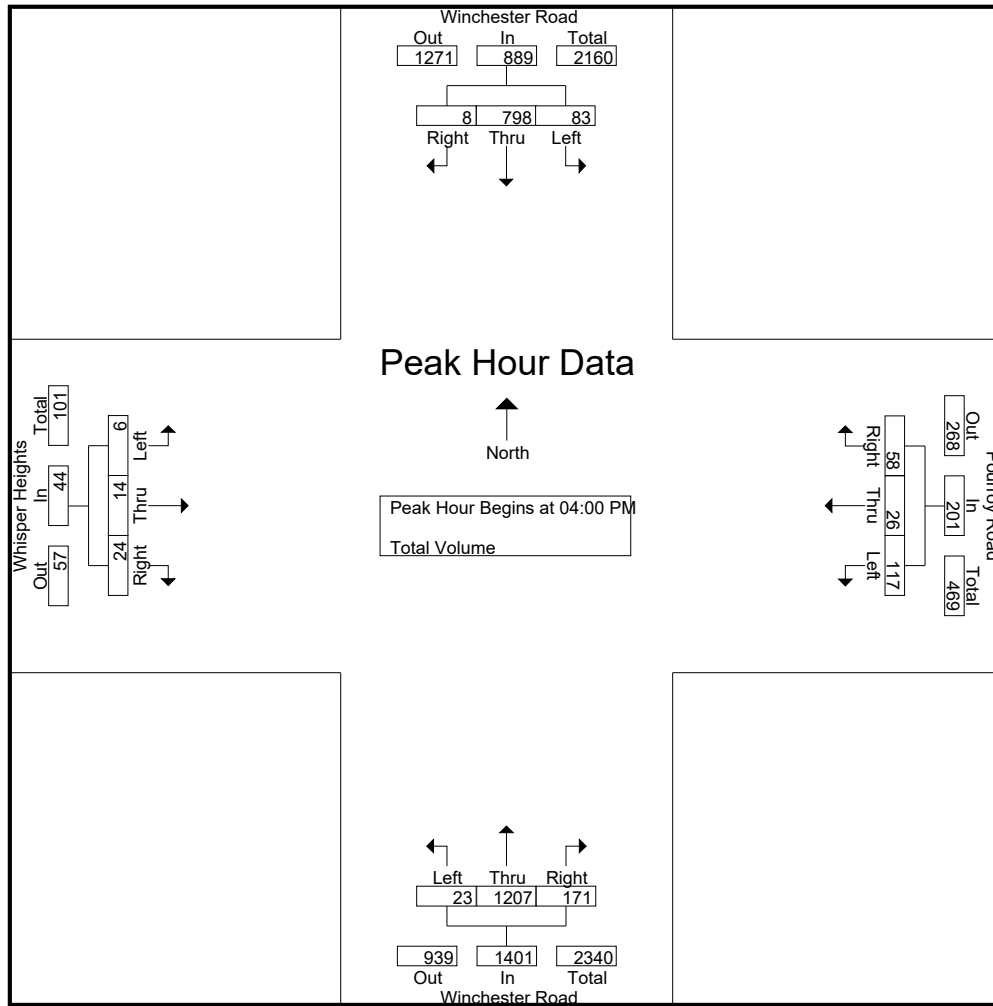 Winchester Road
Out In Total
1271 889 2160
8 798 83
Right Thru Left
Peak Hour Data
North
Peak Hour Begins at 04:00 PM
Total Volume
Whisper Heights
Total In Out
101 44 57
6 14 24
Left Thru Right
Right Thru Left
58 26 117
Out In Total
268 201 469
Road
Left Thru Right
23 1207 171
939 1401 2340
Out In Total
Winchester Road